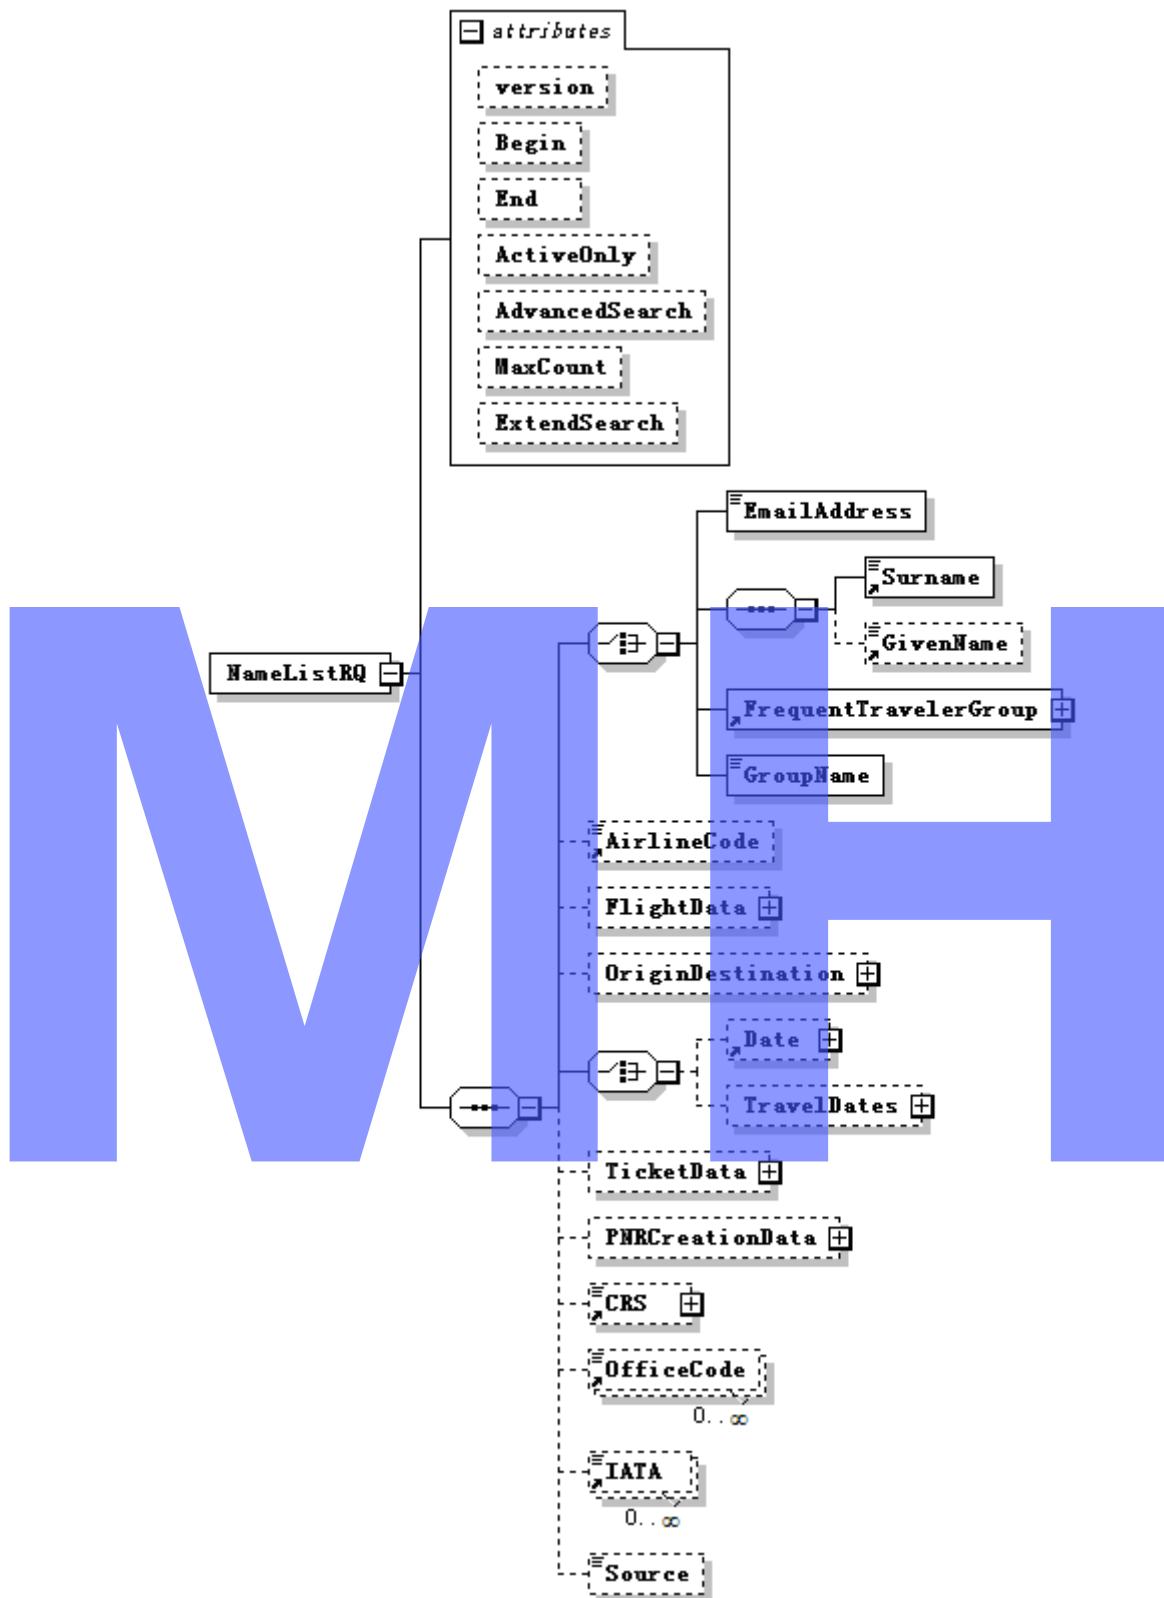 attributes
version
Begin
End
ActiveOnly
AdvancedSearch
MaxCount
ExtendSearch
EmailAddress
Surname
GivenName
NameListRQ
FrequentTravelerGroup
GroupName
AirlineCode
FlightData
OriginDestination
Date
TravelDates
TicketData
PNRCreationData
CRS
OfficeCode
0..∞
IATA
0..∞
Source
MH